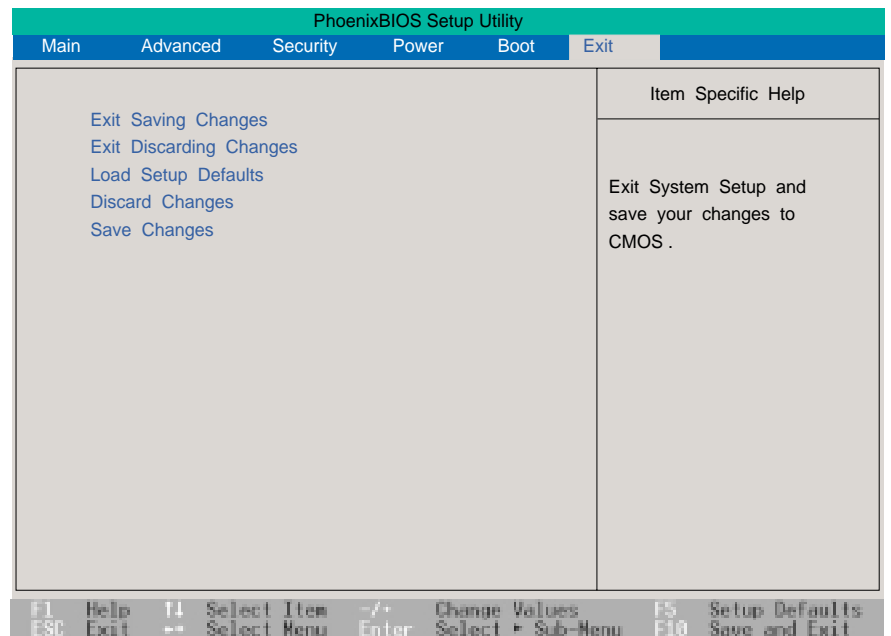 PhoenixBIOS Setup Utility
Main Advanced Security Power Boot Exit
Item Specific Help
Exit Saving Changes
Exit Discarding Changes
Load Setup Defaults
Discard Changes
Save Changes
Exit System Setup and
save your changes to
CMOS .
F1 Help ↑↓ Select Item -/+ Change Values F5 Setup Defaults
ESC Exit ←→ Select Menu Enter Select ► Sub-Menu F10 Save and Exit